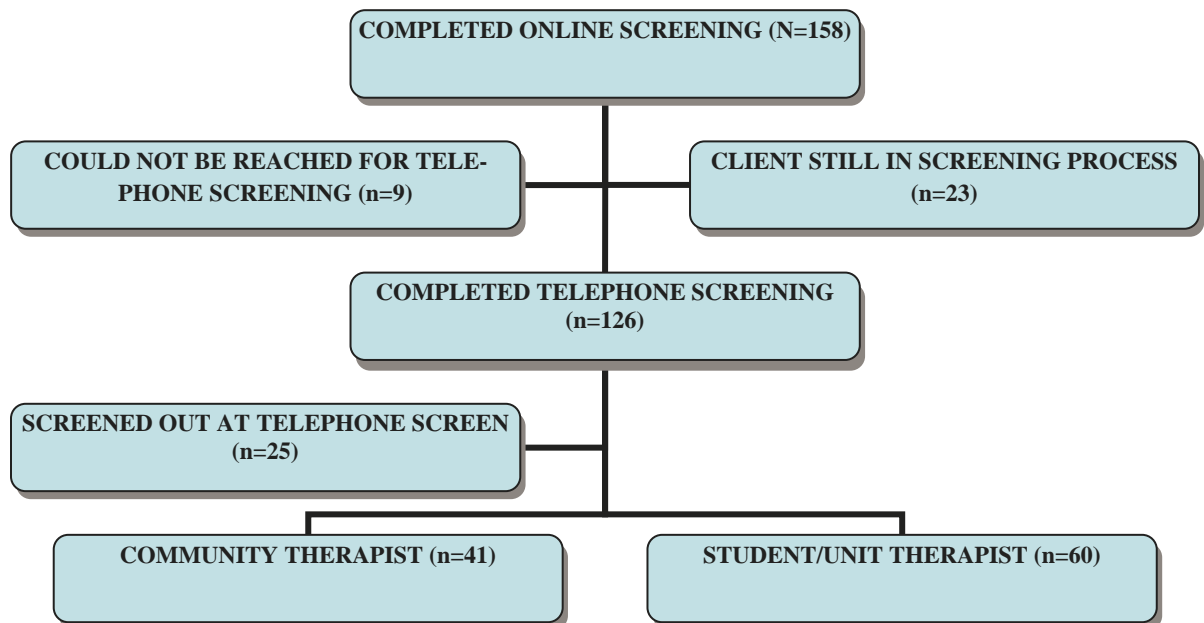 COMPLETED ONLINE SCREENING (N=158)
COULD NOT BE REACHED FOR TELE-
PHONE SCREENING (n=9)
CLIENT STILL IN SCREENING PROCESS
(n=23)
COMPLETED TELEPHONE SCREENING
(n=126)
SCREENED OUT AT TELEPHONE SCREEN
(n=25)
COMMUNITY THERAPIST (n=41)
STUDENT/UNIT THERAPIST (n=60)